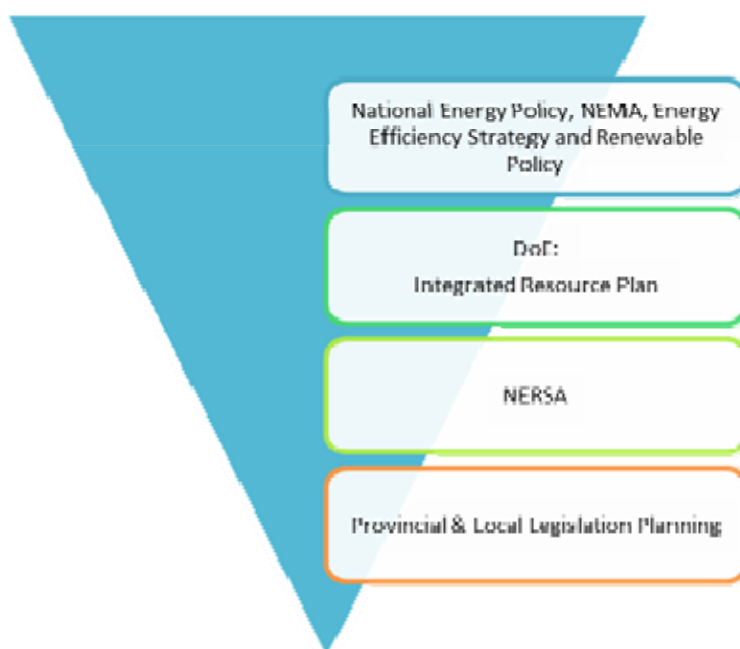 National Energy Policy, NEMA, Energy
Efficiency Strategy and Renewable
Policy
DoE:
Integrated Resource Plan
NERSA
Provincial & Local Legislation Planning